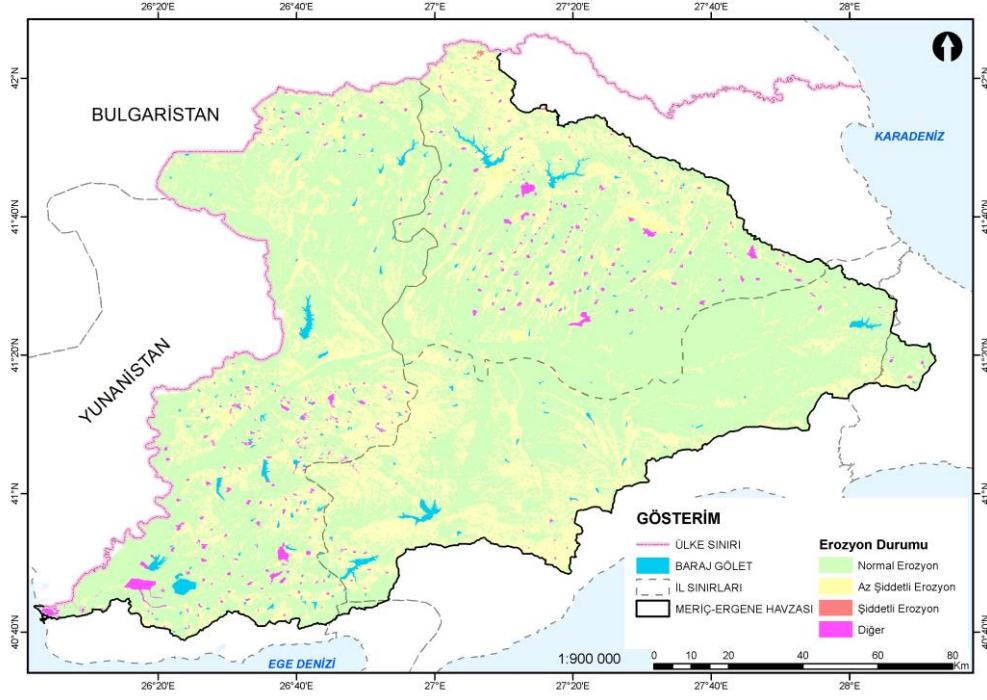 26°20'E 26°40'E 27°E 27°20'E 27°40'E 28°E
42°N
42°N
BULGARİSTAN
KARADENİZ
41°40'N
41°40'N
YUNANİSTAN
41°20'N
41°20'N
41°N
41°N
GÖSTERİM
ÜLKE SINIRI
BARAJ GÖLET
İL SINIRLARI
MERİÇ-ERGENE HAVZASI
Erozyon Durumu
Normal Erozyon
Az Şiddetli Erozyon
Şiddetli Erozyon
Diğer
40°40'N
40°40'N
EGE DENİZİ
1:900 000
0 5 10 20 40 60 80
Km
26°20'E 26°40'E 27°E 27°20'E 27°40'E 28°E